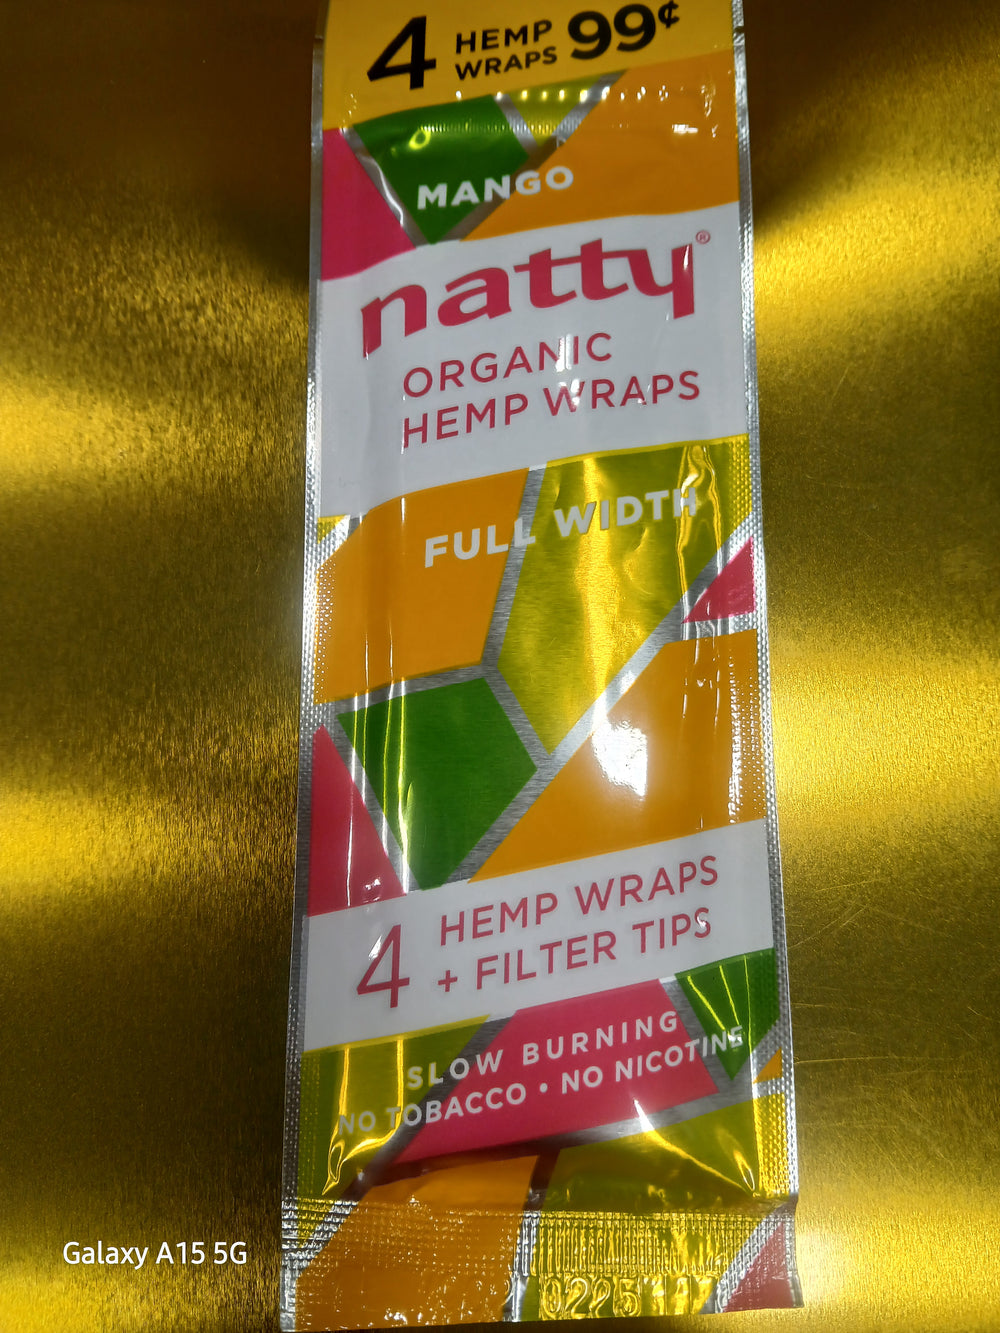 4 HEMP WRAPS 99¢
MANGO
natty®
ORGANIC
HEMP WRAPS
FULL WIDTH
4 HEMP WRAPS
+ FILTER TIPS
SLOW BURNING
NO TOBACCO • NO NICOTINE
Galaxy A15 5G